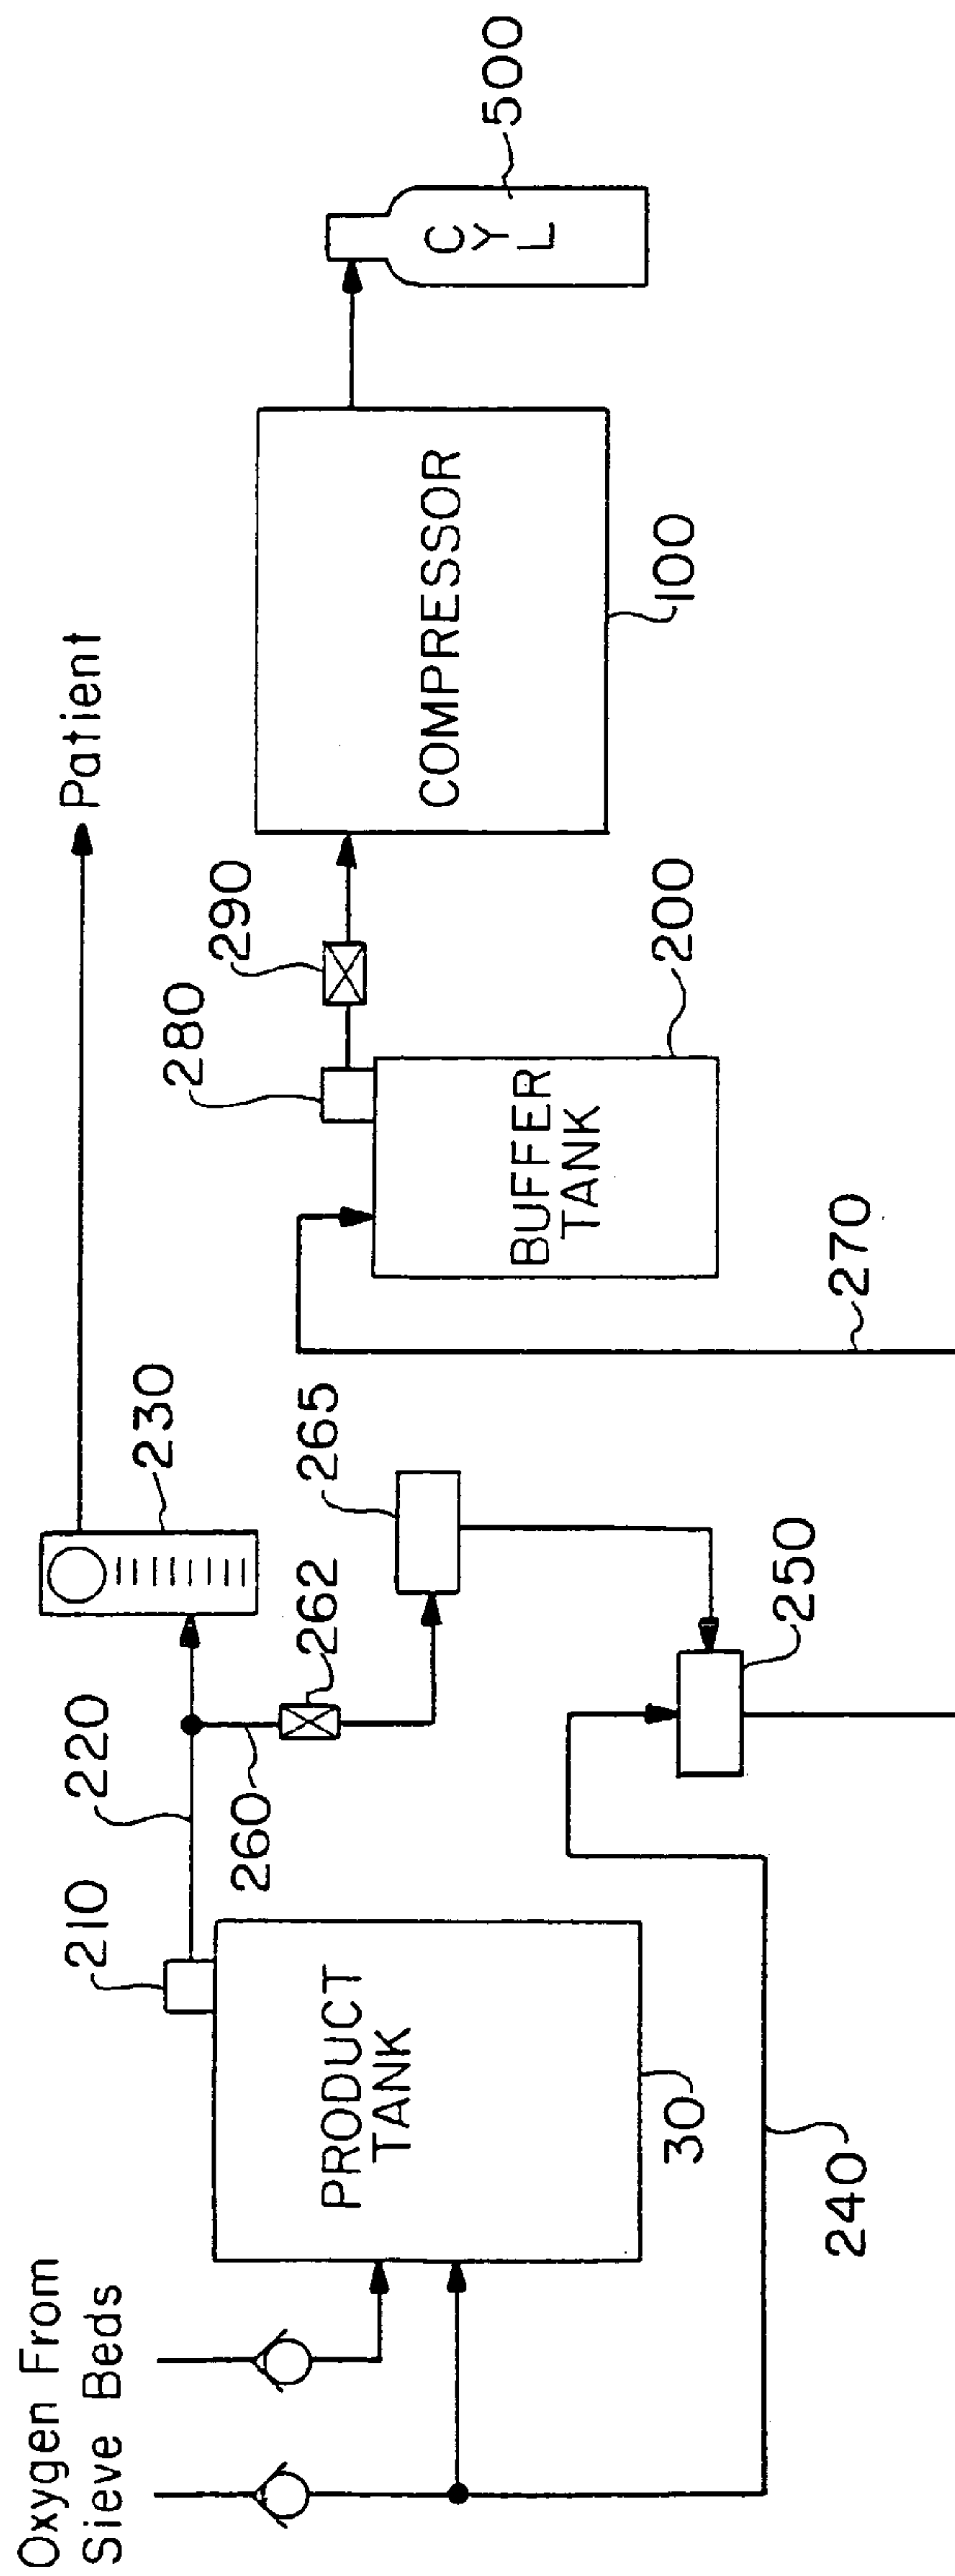 Oxygen From
Sieve Beds
210
220
230
Patient
PRODUCT
TANK
30
240
260
262
265
250
270
280
290
BUFFER
TANK
200
COMPRESSOR
100
CYL
500